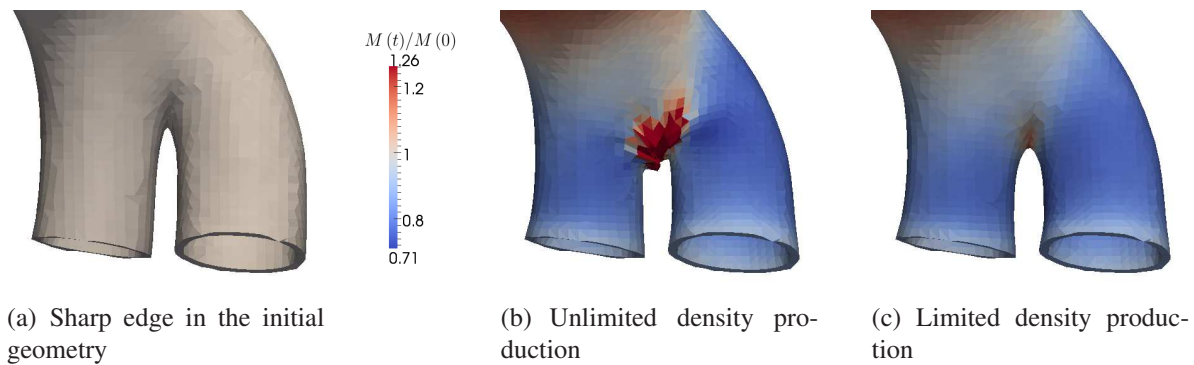 M(t)/M(0)
1.26
1.2
1
0.8
0.71
(a) Sharp edge in the initial
geometry
(b) Unlimited density pro-
duction
(c) Limited density produc-
tion